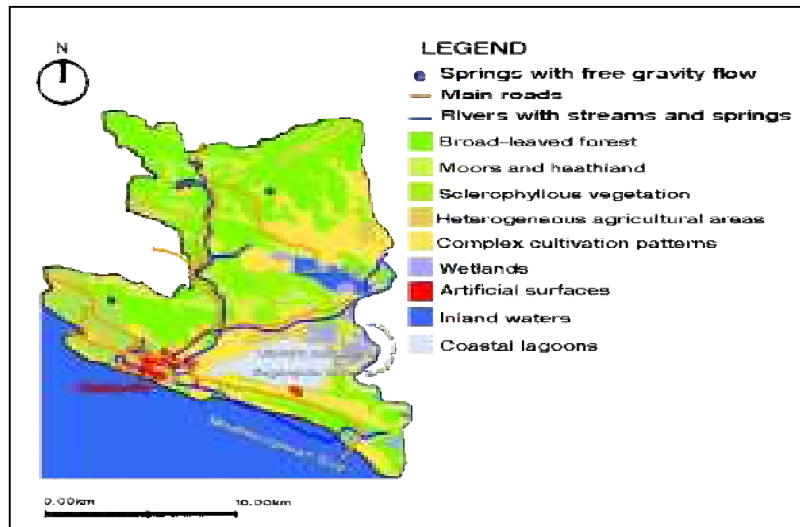 N
LEGEND
Springs with free gravity flow
Main roads
Rivers with streams and springs
Broad-leaved forest
Moors and heathland
Sclerophyllous vegetation
Heterogeneous agricultural areas
Complex cultivation patterns
Wetlands
Artificial surfaces
Inland waters
Coastal lagoons
0.00km 10.00km